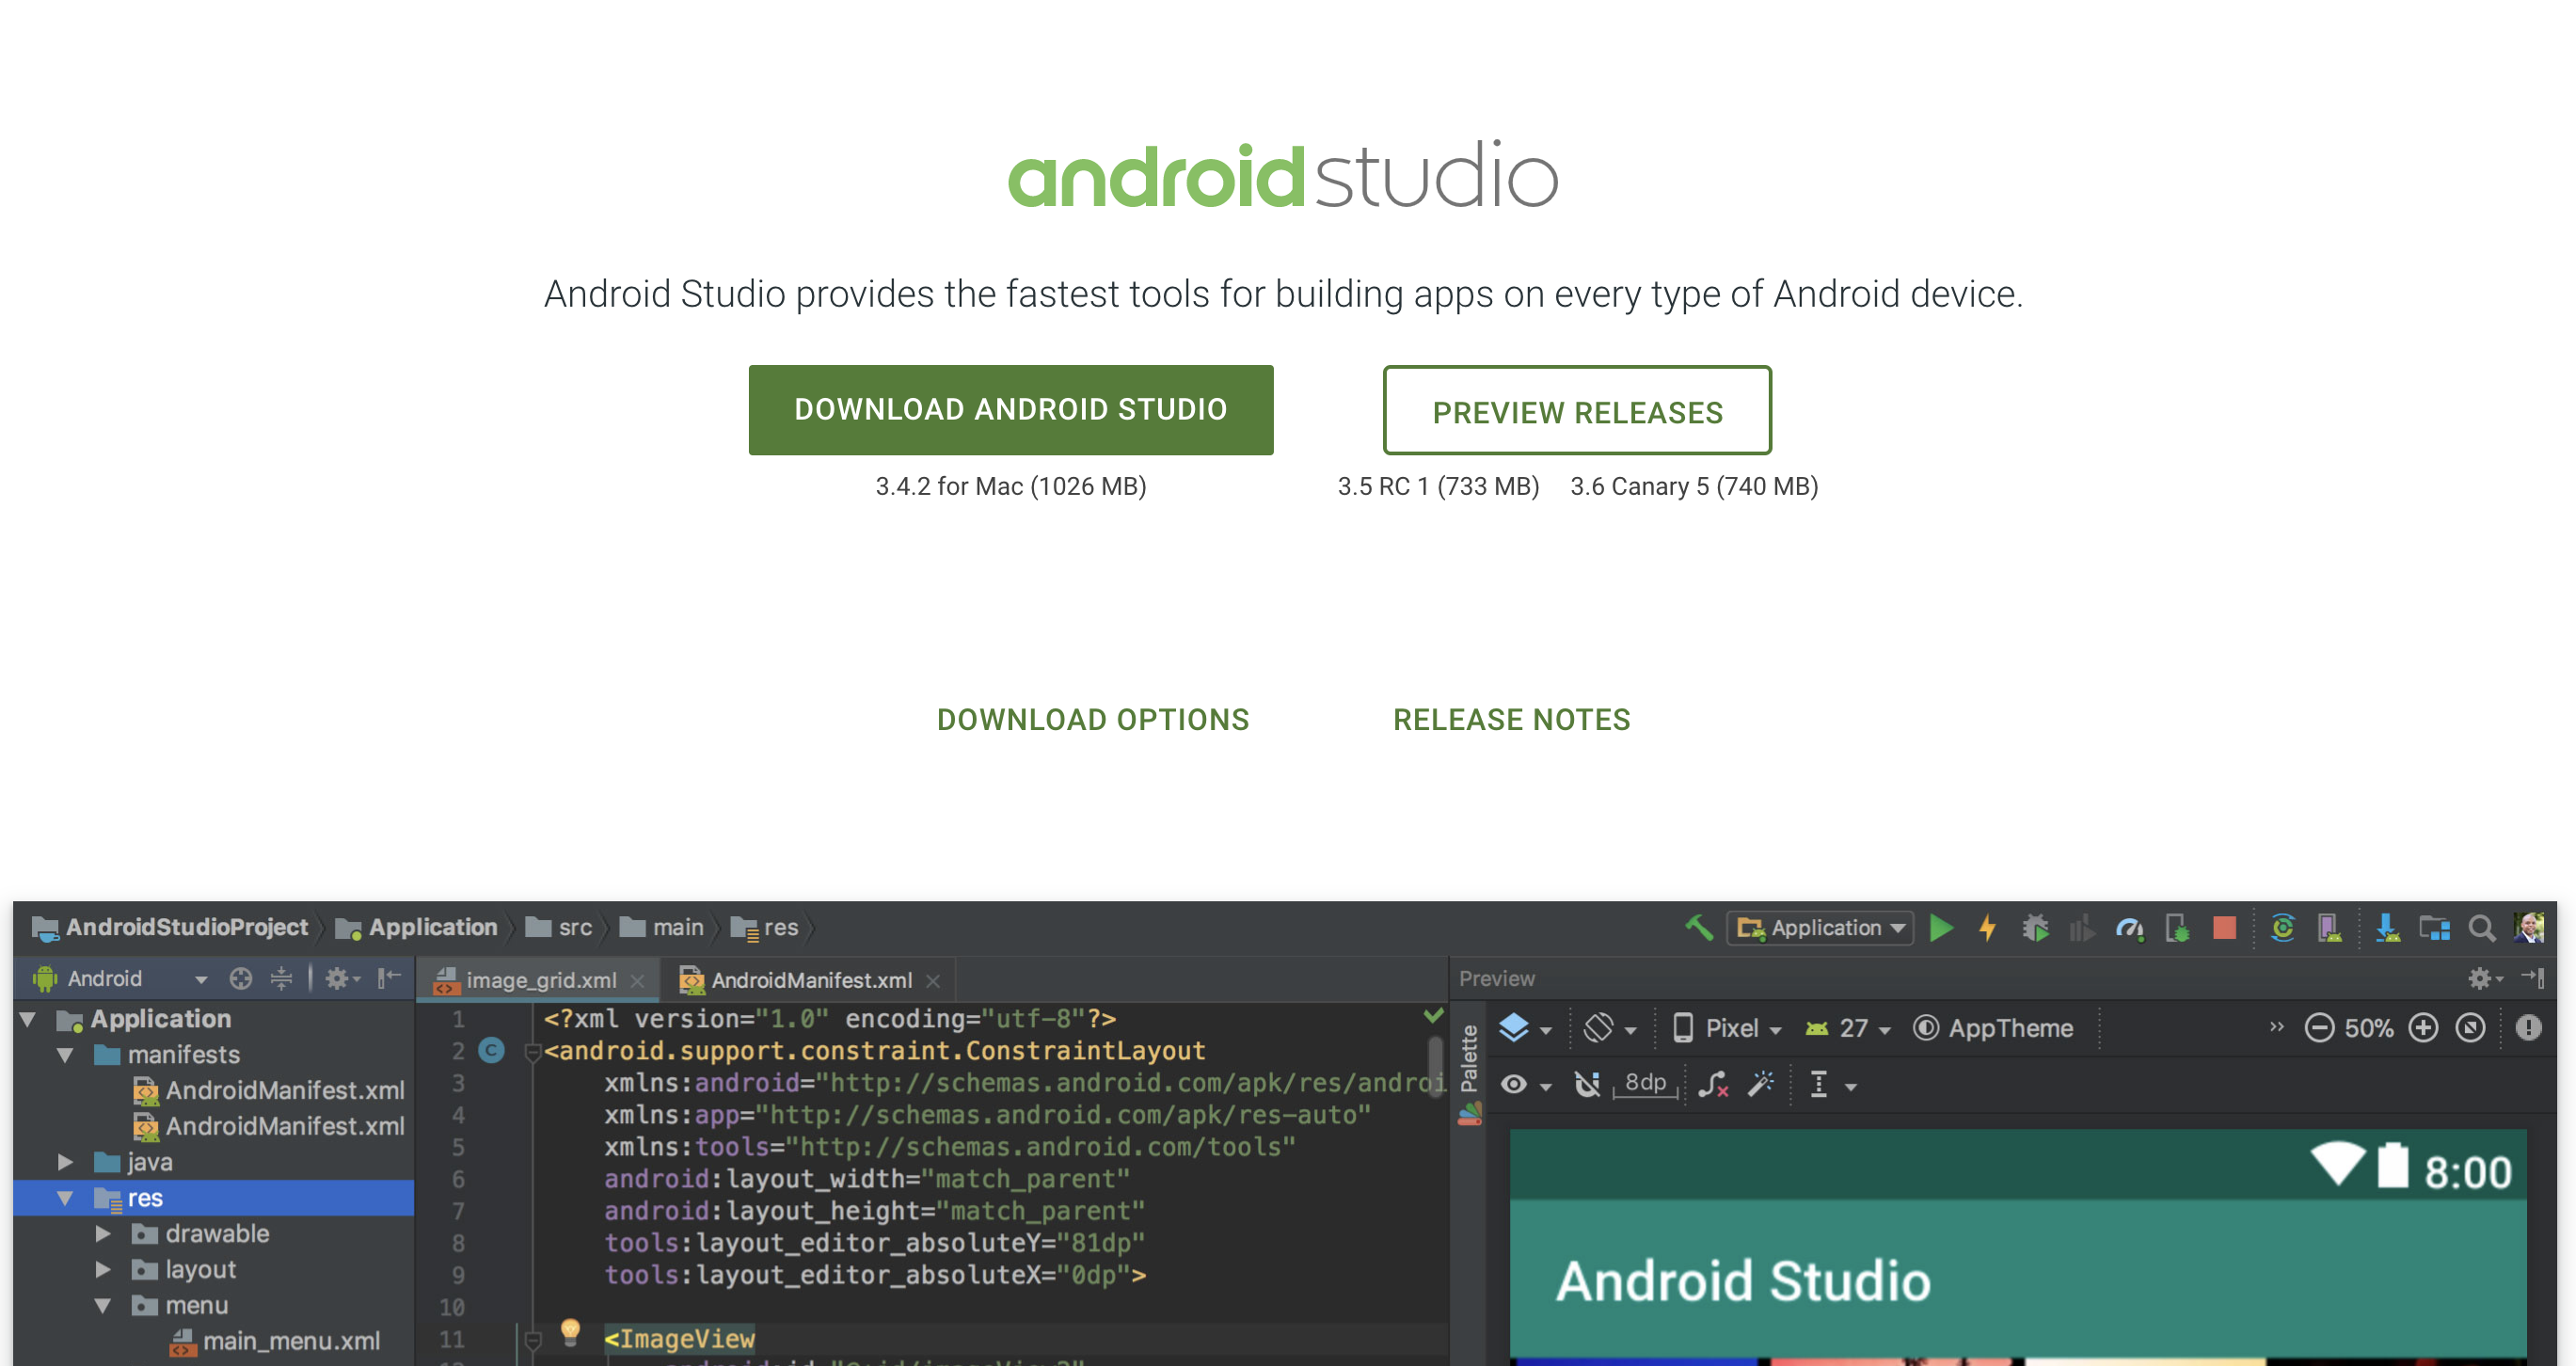 androidstudio
Android Studio provides the fastest tools for building apps on every type of Android device.
DOWNLOAD ANDROID STUDIO
PREVIEW RELEASES
3.4.2 for Mac (1026 MB)
3.5 RC 1 (733 MB)
3.6 Canary 5 (740 MB)
DOWNLOAD OPTIONS
RELEASE NOTES
AndroidStudioProject Application src main res
Application
Android
image_grid.xml
AndroidManifest.xml
Preview
Application
manifests
AndroidManifest.xml
AndroidManifest.xml
java
res
drawable
layout
menu
main_menu.xml
1 <?xml version="1.0" encoding="utf-8"?>
2 C <android.support.constraint.ConstraintLayout
3 xmlns:android="http://schemas.android.com/apk/res/androi
4 xmlns:app="http://schemas.android.com/apk/res-auto"
5 xmlns:tools="http://schemas.android.com/tools"
6 android:layout_width="match_parent"
7 android:layout_height="match_parent"
8 tools:layout_editor_absoluteY="81dp"
9 tools:layout_editor_absoluteX="0dp">
10
11 <ImageView
Palette
Pixel 27 AppTheme 50%
8dp
8:00
Android Studio